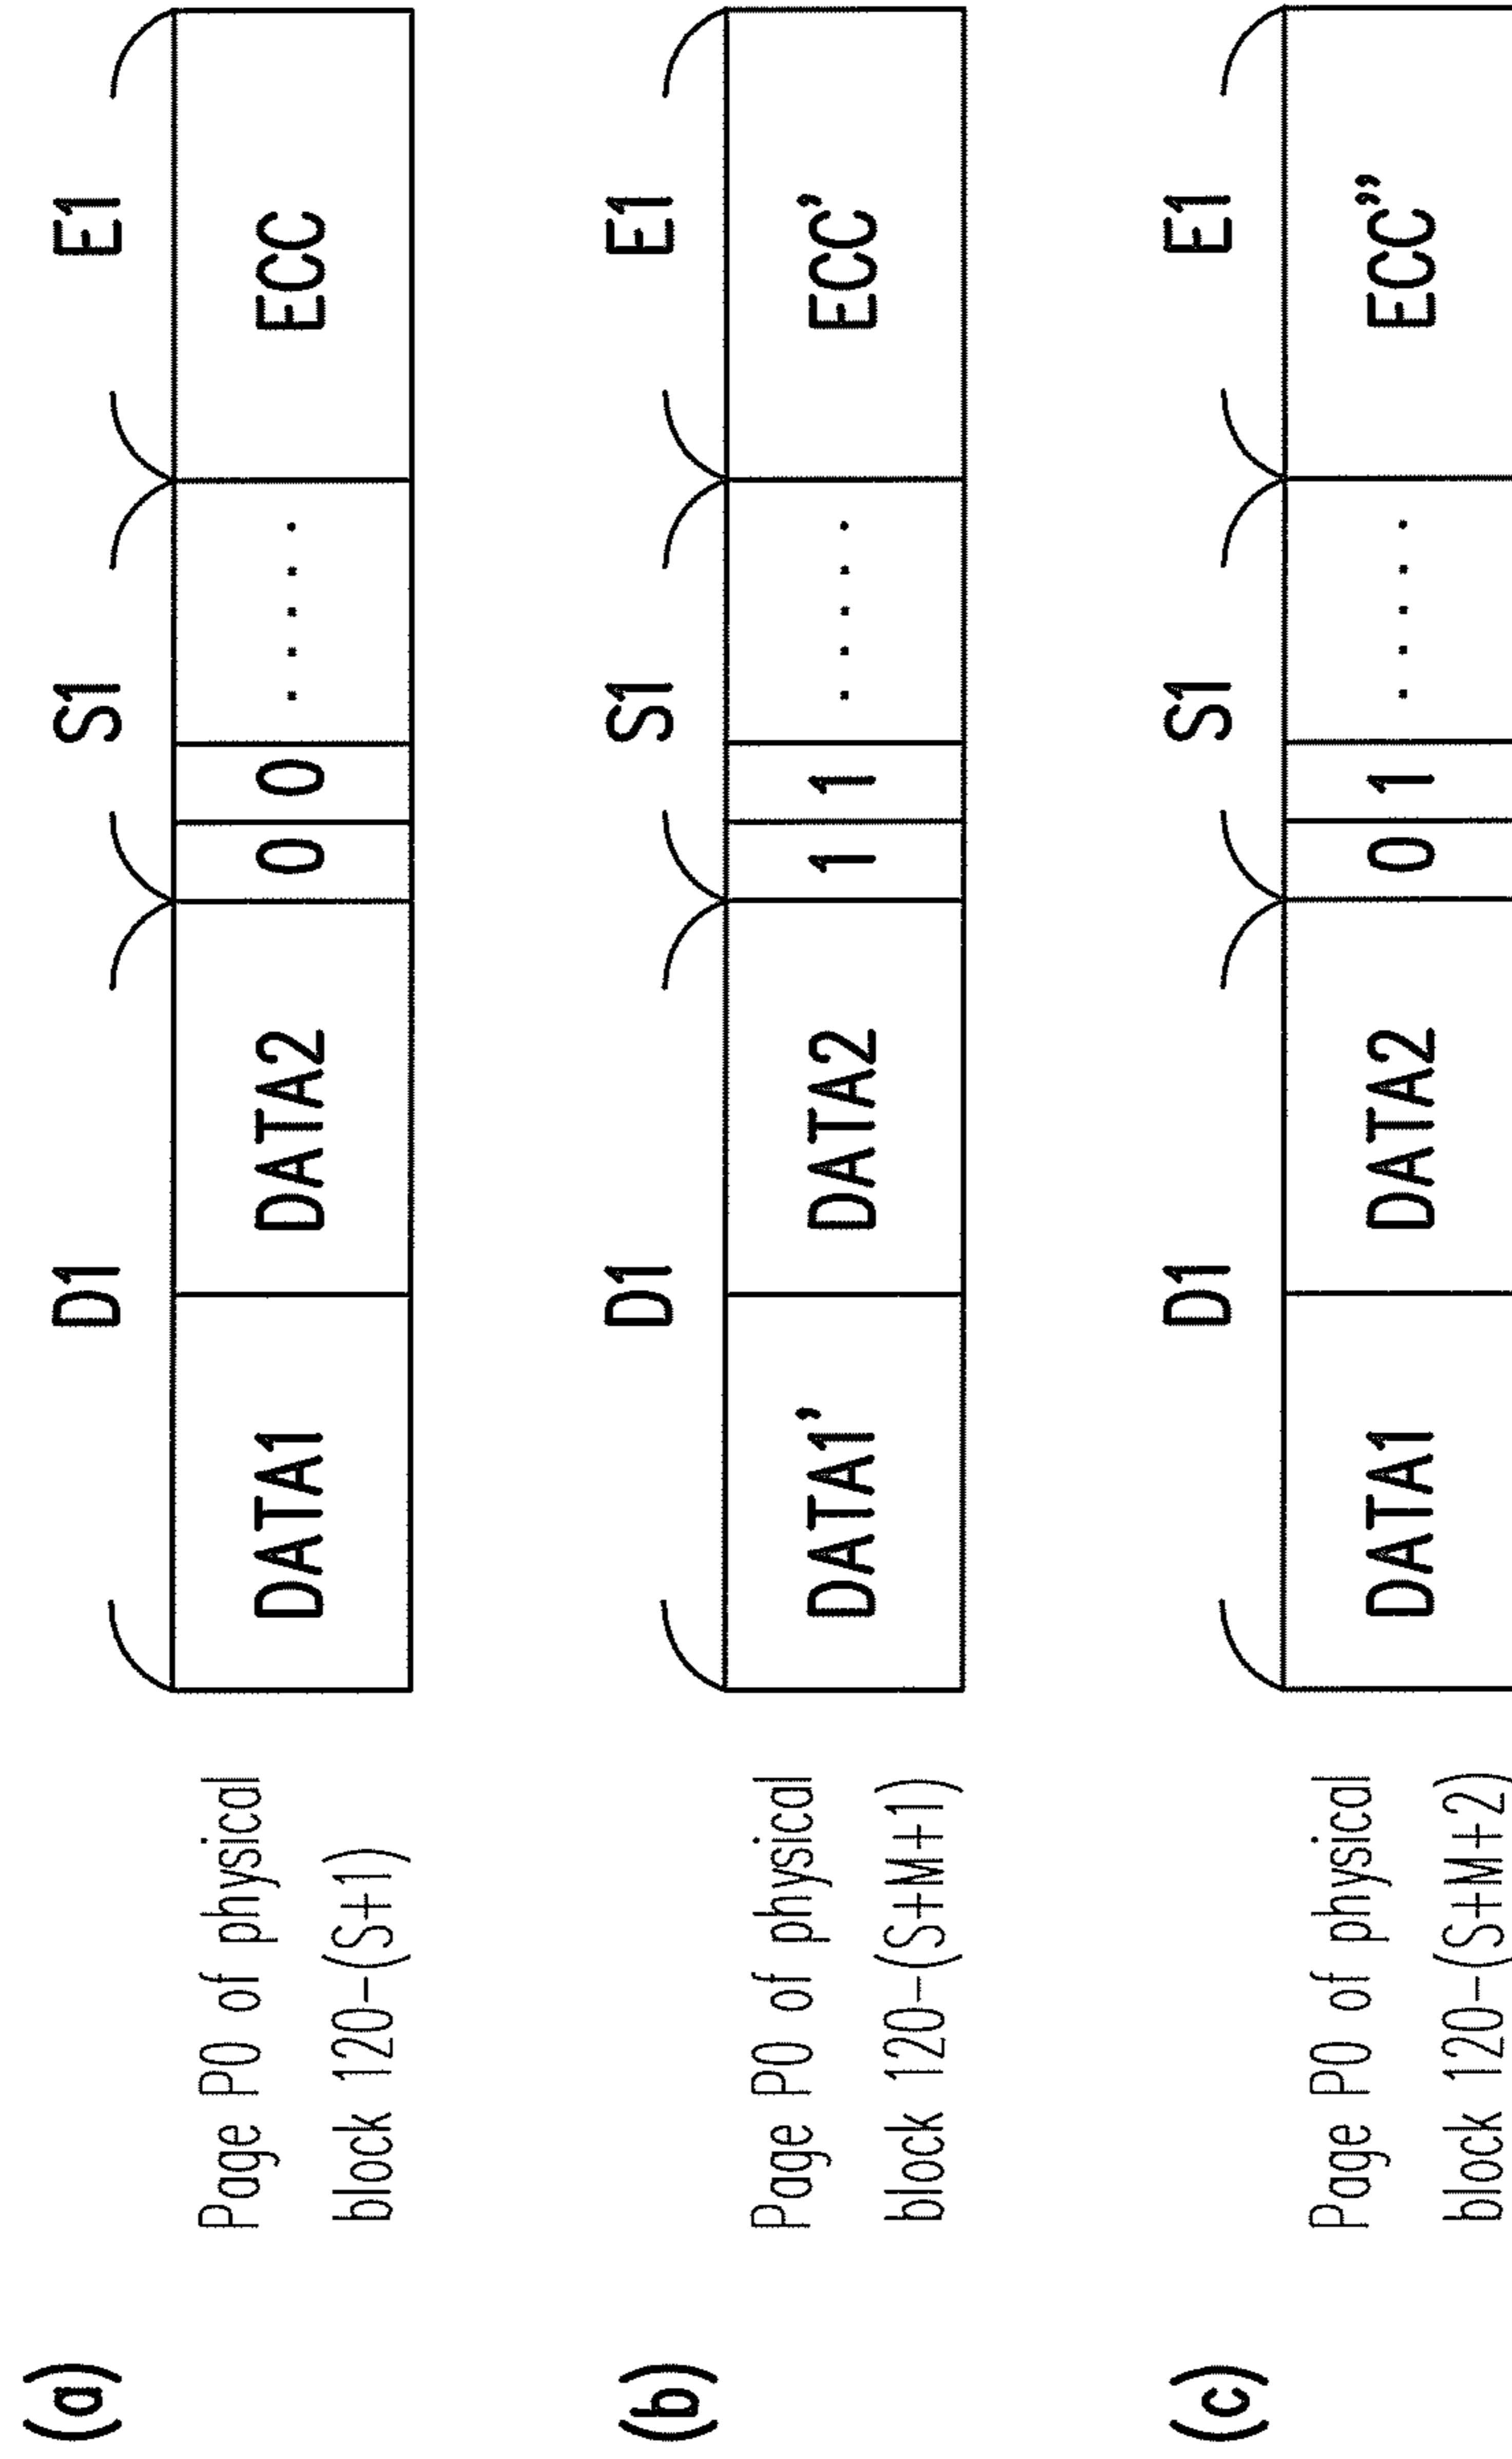 (a)
D1 S1 E1
Page P0 of physical
block 120-(S+1)
DATA1 DATA2 0 0 ..... ECC
(b)
D1 S1 E1
Page P0 of physical
block 120-(S+M+1)
DATA1' DATA2 1 1 ..... ECC'
(c)
D1 S1 E1
Page P0 of physical
block 120-(S+M+2)
DATA1 DATA2 0 1 ..... ECC”